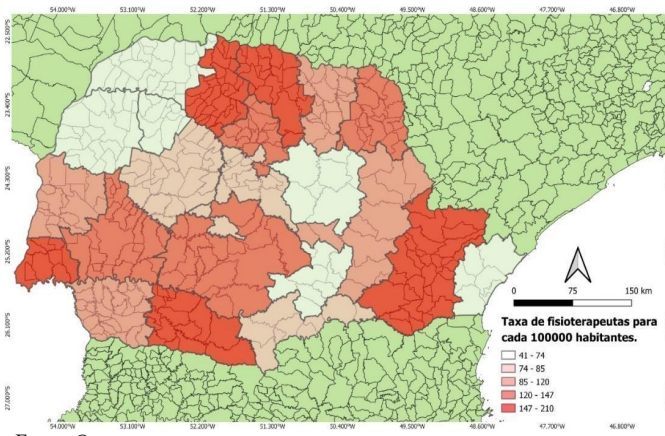 54.000°W 53.100°W 52.200°W 51.300°W 50.400°W 49.500°W 48.600°W 47.700°W 46.800°W
22.500°S
23.400°S
24.300°S
25.200°S
26.100°S
27.000°S
0 75 150 km
Taxa de fisioterapeutas para
cada 100000 habitantes.
41 - 74
74 - 85
85 - 120
120 - 147
147 - 210
54.000°W 53.100°W 52.200°W 51.300°W 50.400°W 49.500°W 48.600°W 47.700°W 46.800°W